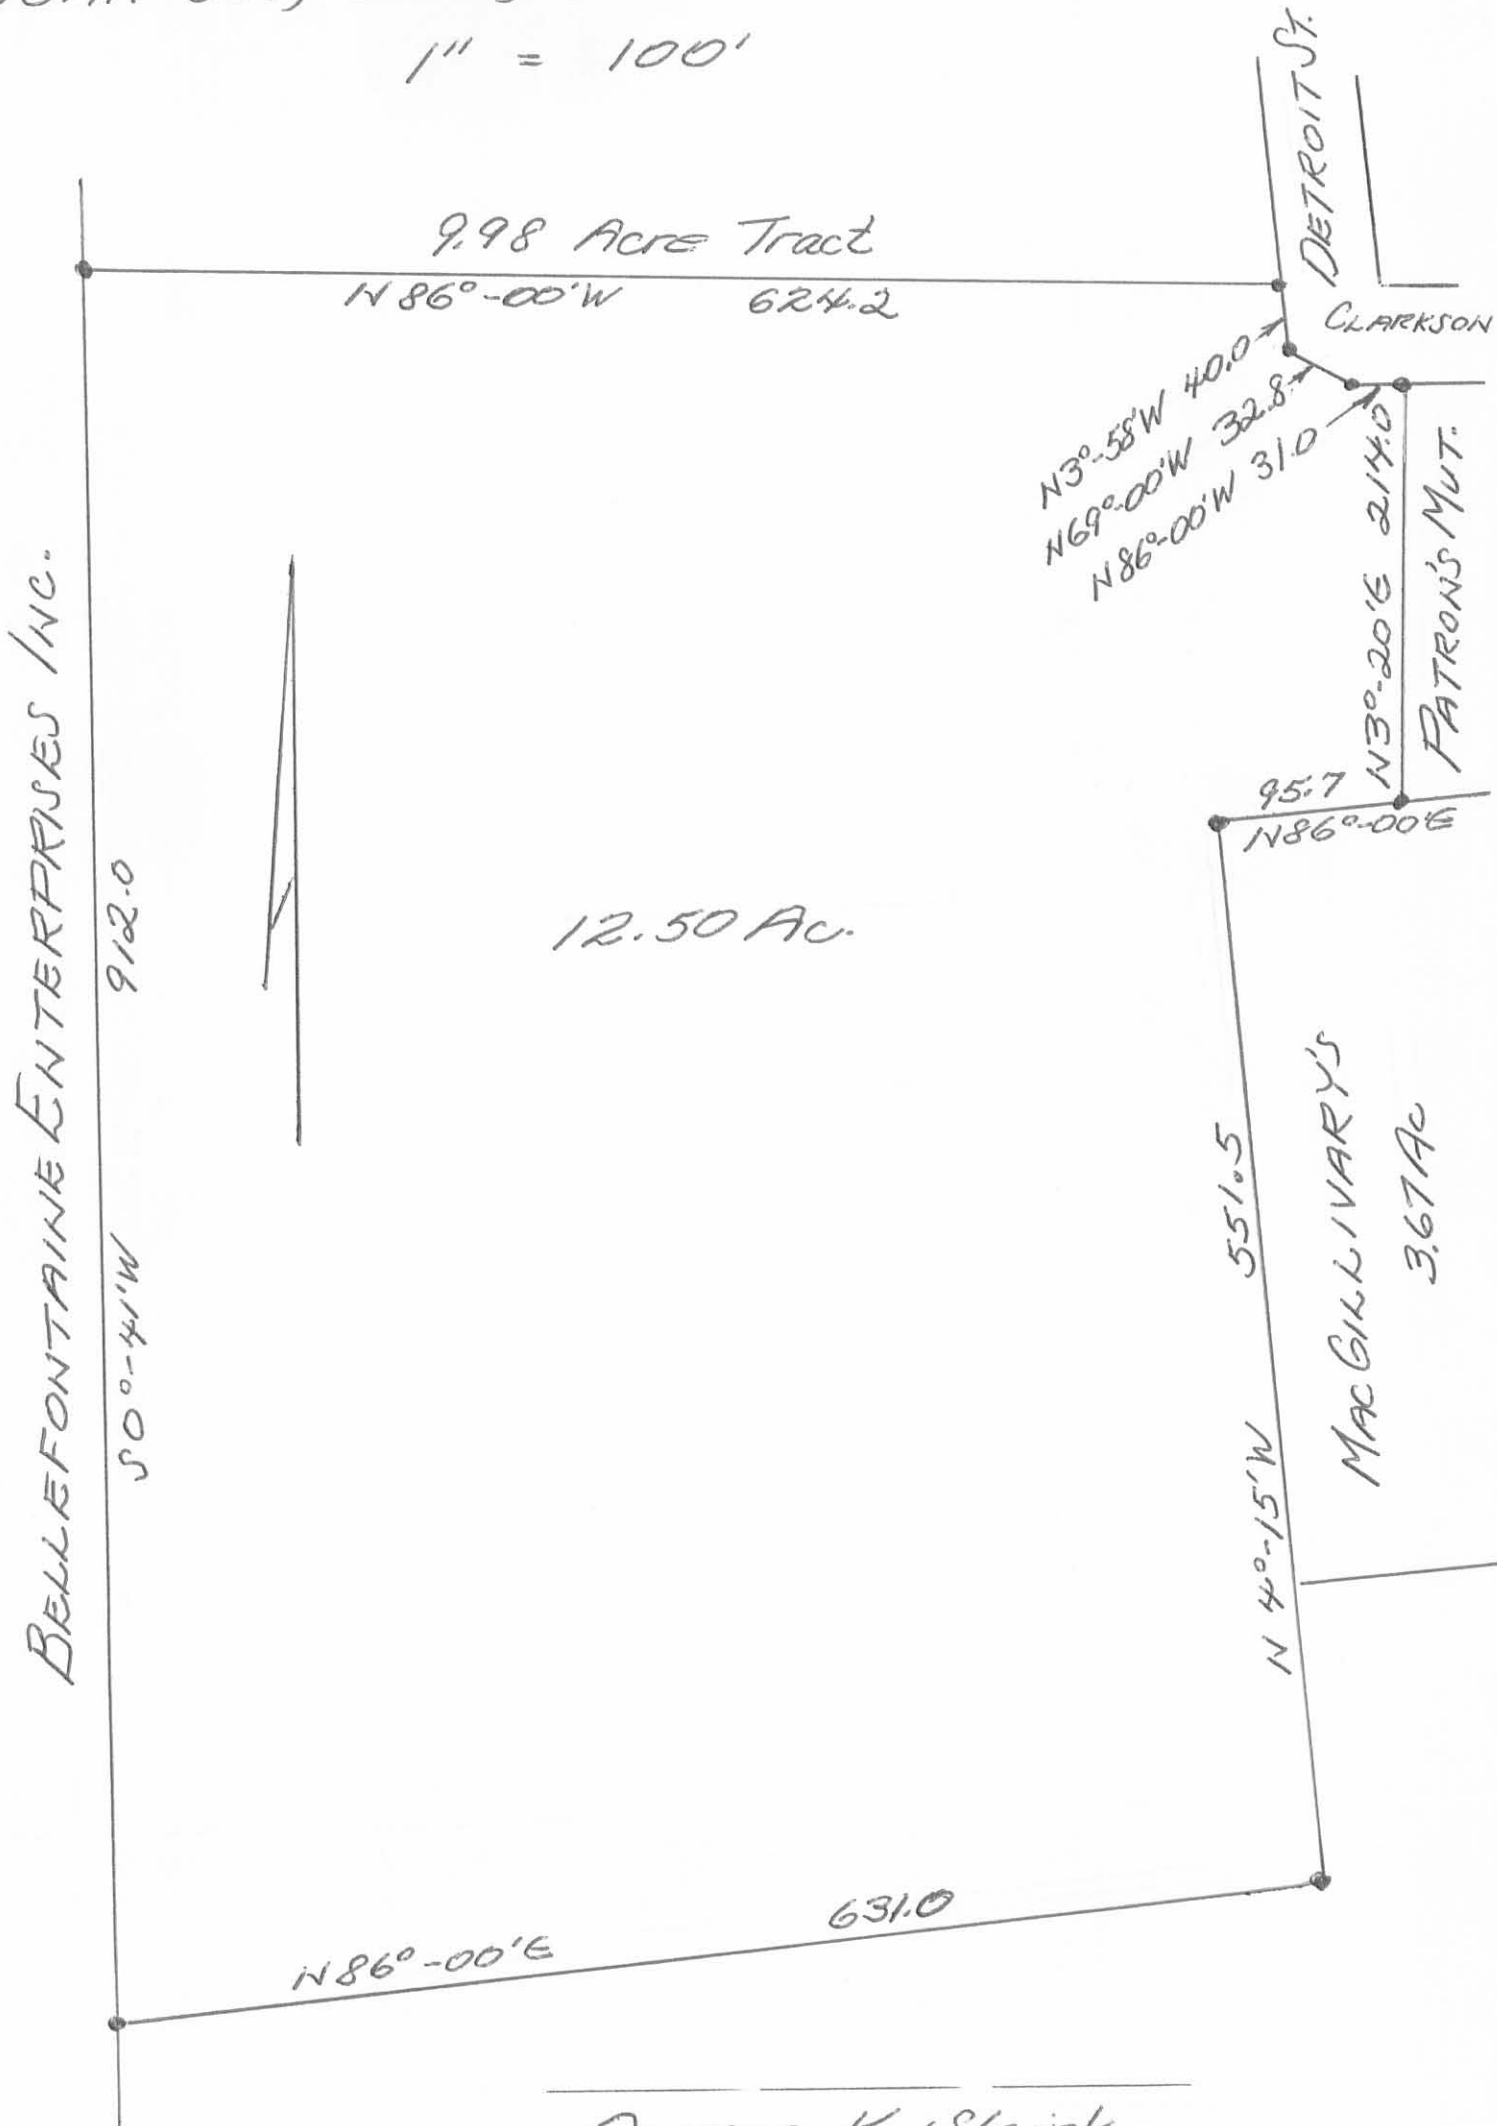 1" = 100'
DETROIT ST.
9.98 Acre Tract
N 86°-00'W 624.2
CLARKSON
N3°-58'W 40.0
N69°-00'W 32.8
N86°-00'W 31.0
N3°-20'E 214.0
PATRON'S MUT.
95.7
N86°-00'E
BELLEFONTAINE ENTERPRISES INC.
912.0
S0°-41'W
12.50 Ac.
551.5
N 4°-15'W
MACGILLIVARY'S
3.67 Ac
631.0
N86°-00'E